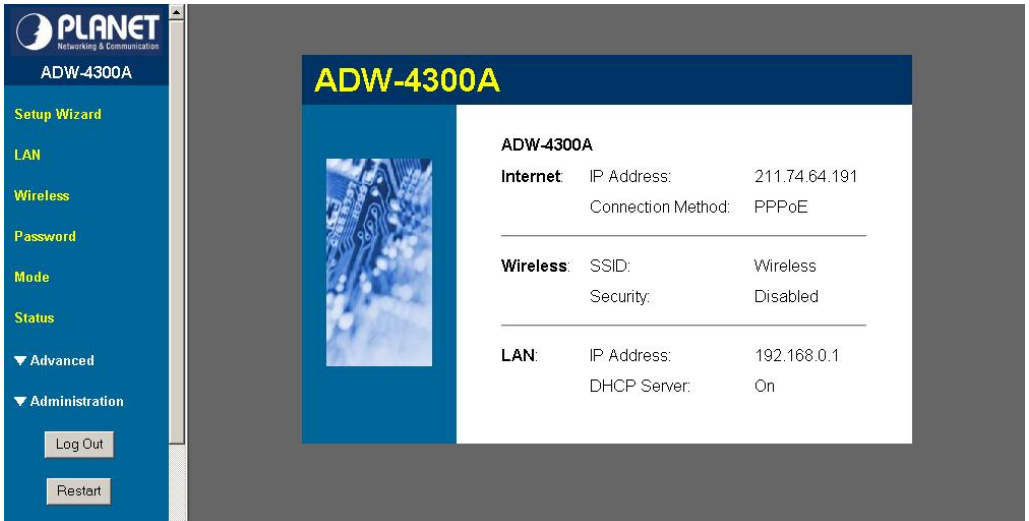 PLANET
Networking & Communication
ADW-4300A
Setup Wizard
LAN
Wireless
Password
Mode
Status
▼ Advanced
▼ Administration
Log Out
Restart
ADW-4300A
ADW-4300A
Internet: IP Address: 211.74.64.191
Connection Method: PPPoE
Wireless: SSID: Wireless
Security: Disabled
LAN: IP Address: 192.168.0.1
DHCP Server: On